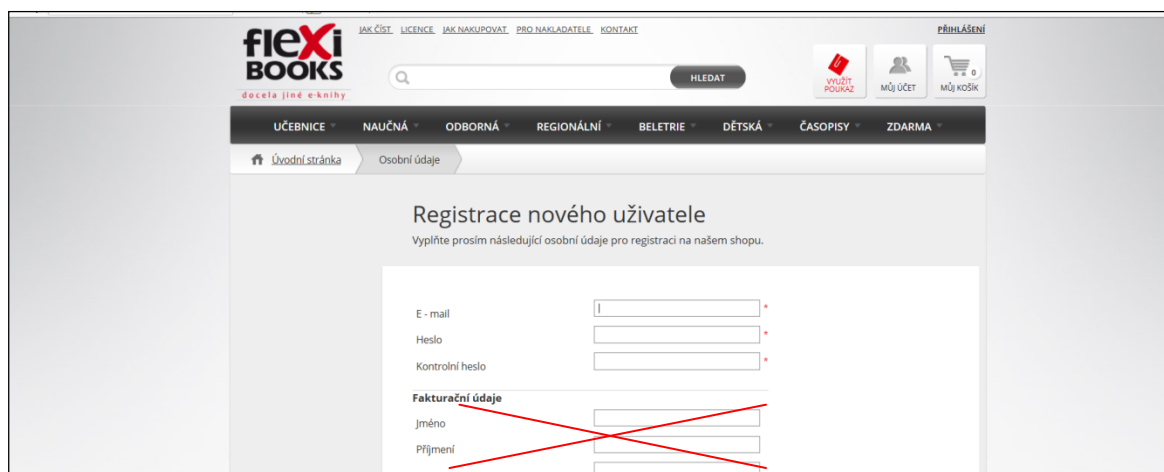 JAK ČÍST LICENCE JAK NAKUPOVAT PRO NAKLADATELE KONTAKT PŘIHLÁŠENÍ
fleXi
BOOKS
docela jiné e-knihy
HLEDAT
VYUŽÍT
POUKAZ
MŮJ ÚČET
0
MŮJ KOŠÍK
UČEBNICE NAUČNÁ ODBORNÁ REGIONÁLNÍ BELETRIE DĚTSKÁ ČASOPISY ZDARMA
Úvodní stránka Osobní údaje
Registrace nového uživatele
Vyplňte prosím následující osobní údaje pro registraci na našem shopu.
E - mail *
Heslo *
Kontrolní heslo *
Fakturační údaje
Jméno
Příjmení